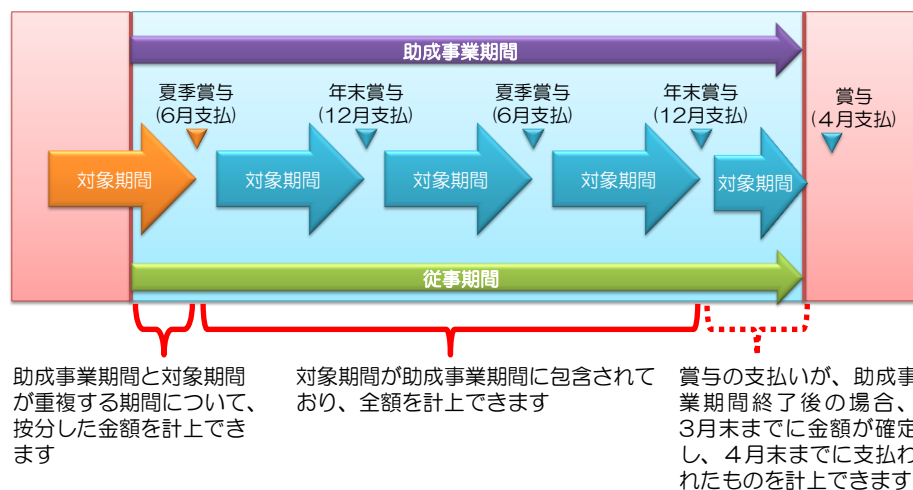 助成事業期間
夏季賞与
(6月支払)
年末賞与
(12月支払)
夏季賞与
(6月支払)
年末賞与
(12月支払)
賞与
(４月支払)
対象期間
対象期間
対象期間
対象期間
対象期間
従事期間
助成事業期間と対象期間
が重複する期間について、
按分した金額を計上でき
ます
対象期間が助成事業期間に包含されて
おり、全額を計上できます
賞与の支払いが、助成事
業期間終了後の場合、
3月末までに金額が確定
し、４月末までに支払わ
れたものを計上できます